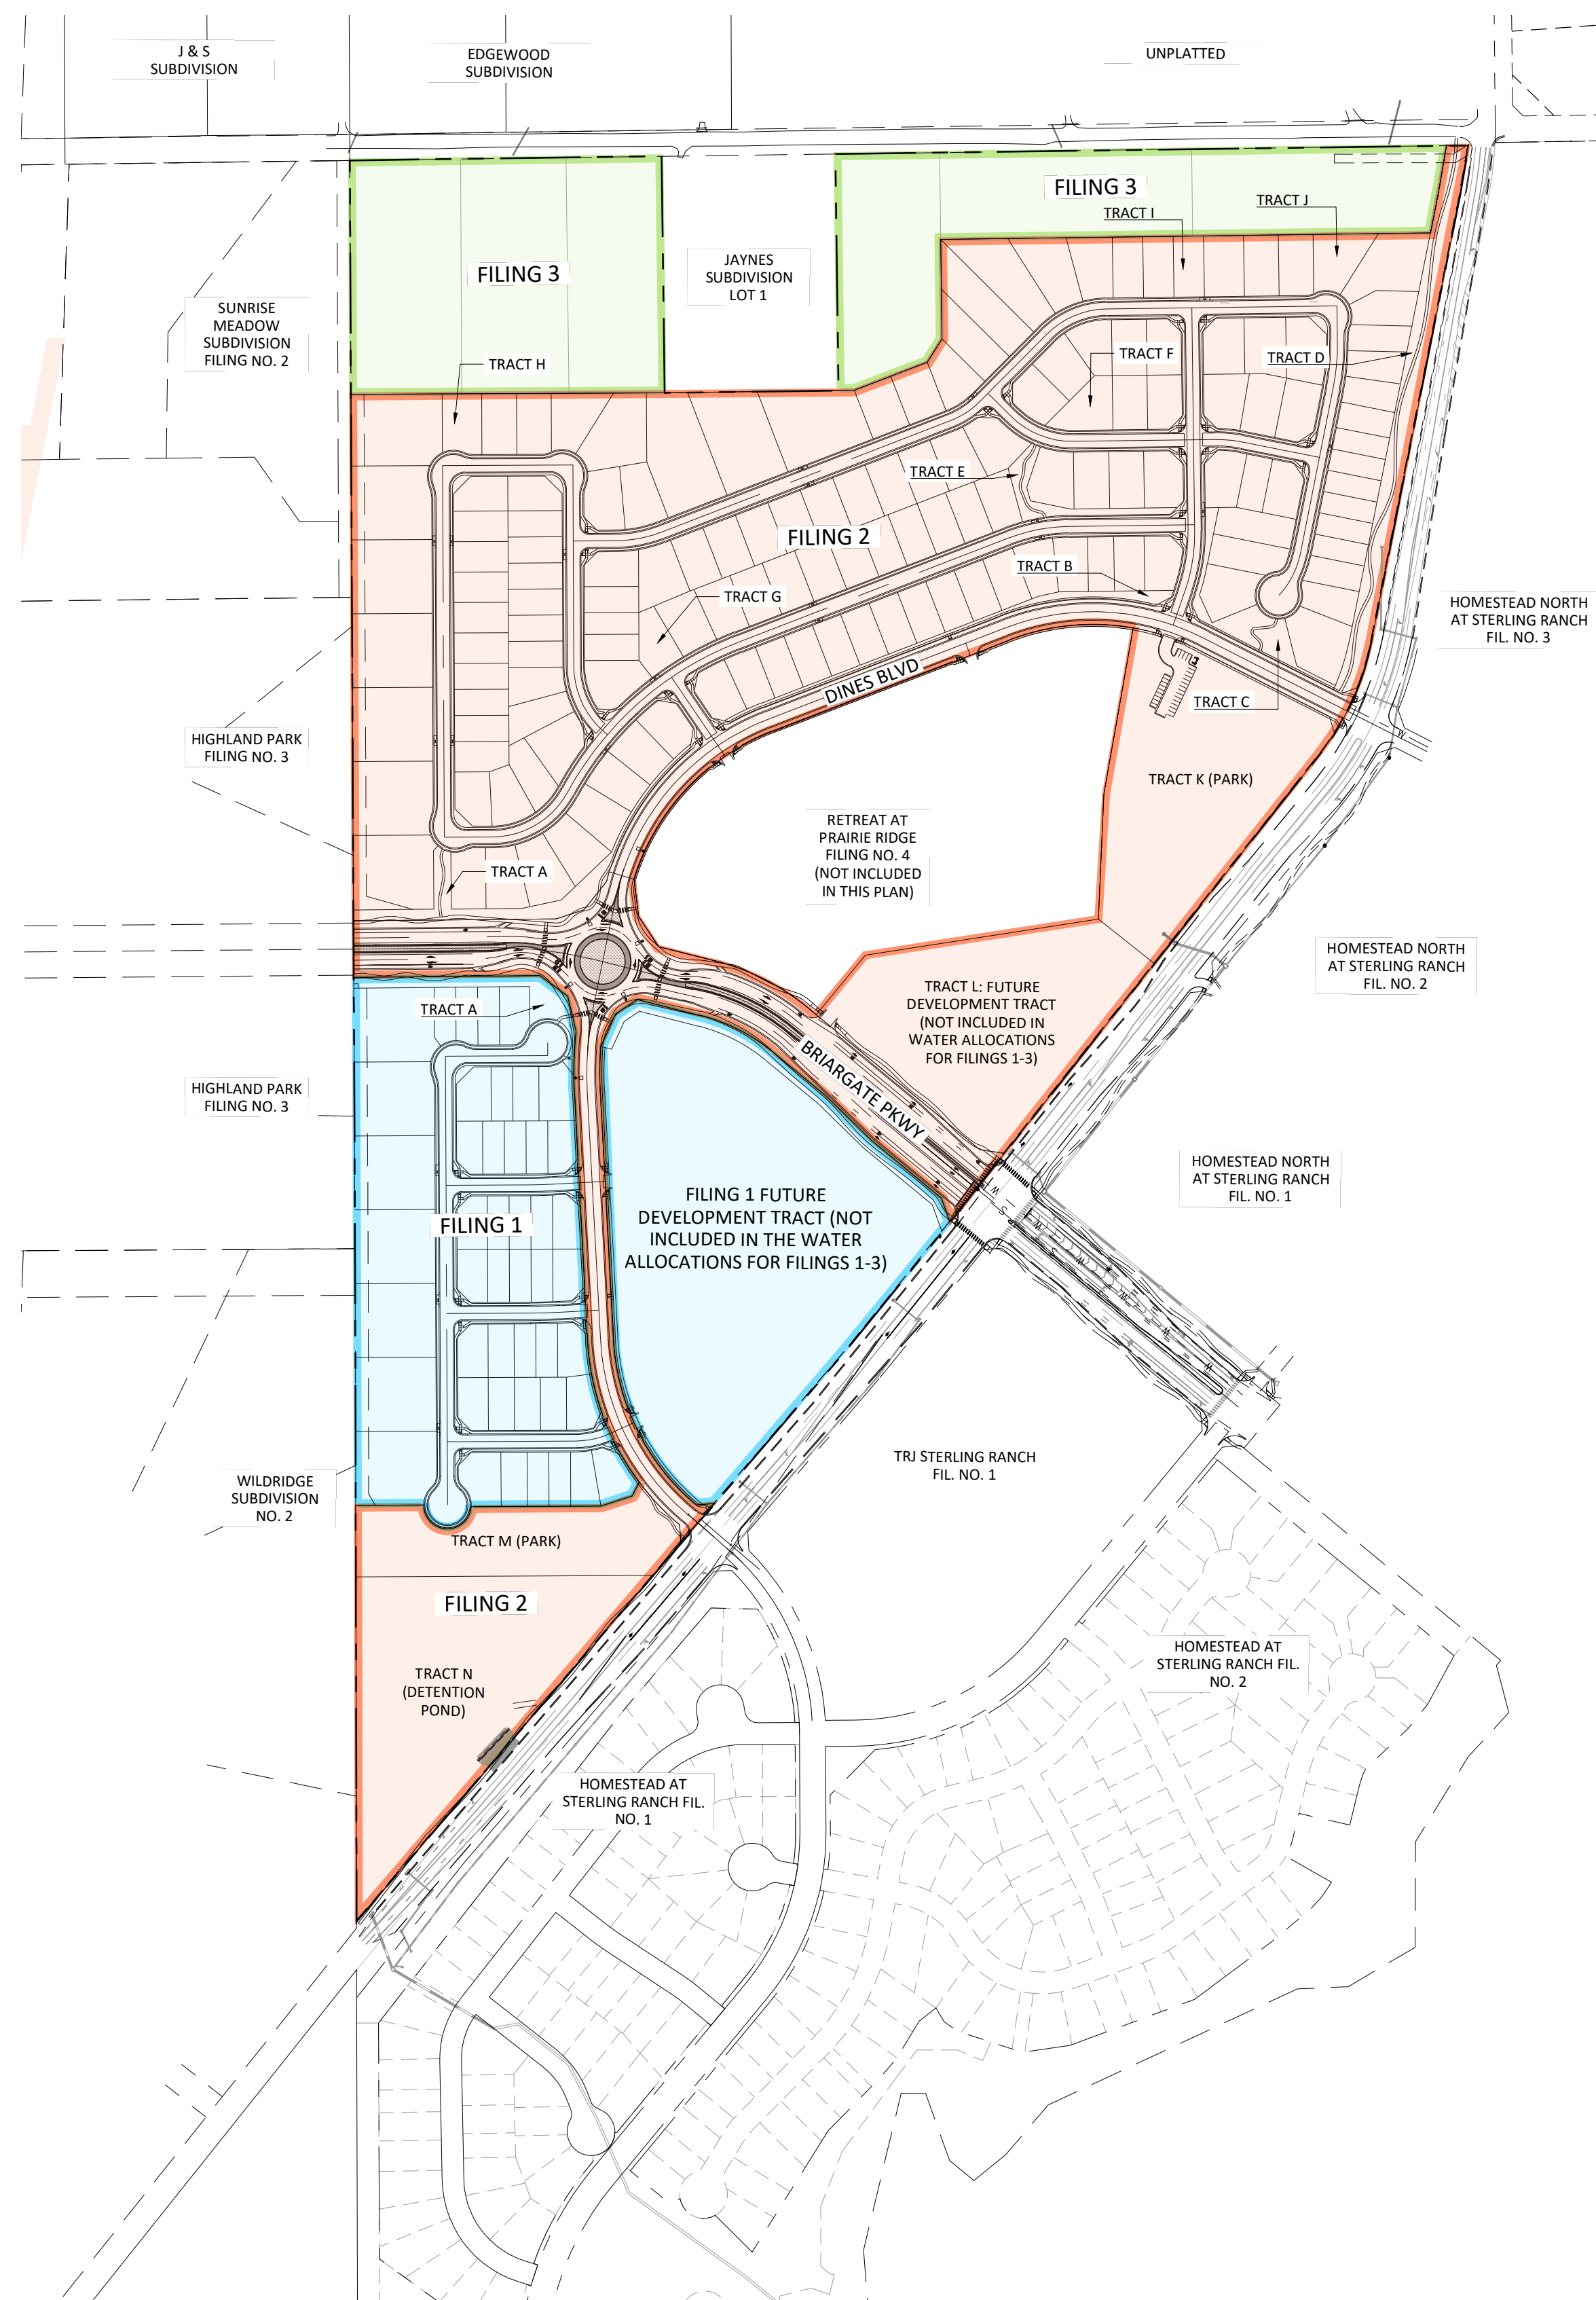 J & S
SUBDIVISION
EDGEWOOD
SUBDIVISION
UNPLATTED
FILING 3
TRACT I
TRACT J
FILING 3
JAYNES
SUBDIVISION
LOT 1
SUNRISE
MEADOW
SUBDIVISION
FILING NO. 2
TRACT H
TRACT F
TRACT D
TRACT E
FILING 2
TRACT B
TRACT G
HOMESTEAD NORTH
AT STERLING RANCH
FIL. NO. 3
DINES BLVD
TRACT C
HIGHLAND PARK
FILING NO. 3
TRACT K (PARK)
RETREAT AT
PRAIRIE RIDGE
FILING NO. 4
(NOT INCLUDED
IN THIS PLAN)
TRACT A
HOMESTEAD NORTH
AT STERLING RANCH
FIL. NO. 2
TRACT L: FUTURE
DEVELOPMENT TRACT
(NOT INCLUDED IN
WATER ALLOCATIONS
FOR FILINGS 1-3)
TRACT A
BRIARGATE PKWY
HIGHLAND PARK
FILING NO. 3
HOMESTEAD NORTH
AT STERLING RANCH
FIL. NO. 1
FILING 1 FUTURE
DEVELOPMENT TRACT (NOT
INCLUDED IN THE WATER
ALLOCATIONS FOR FILINGS 1-3)
FILING 1
TRJ STERLING RANCH
FIL. NO. 1
WILDRIDGE
SUBDIVISION
NO. 2
TRACT M (PARK)
FILING 2
HOMESTEAD AT
STERLING RANCH FIL.
NO. 2
TRACT N
(DETENTION
POND)
HOMESTEAD AT
STERLING RANCH FIL.
NO. 1